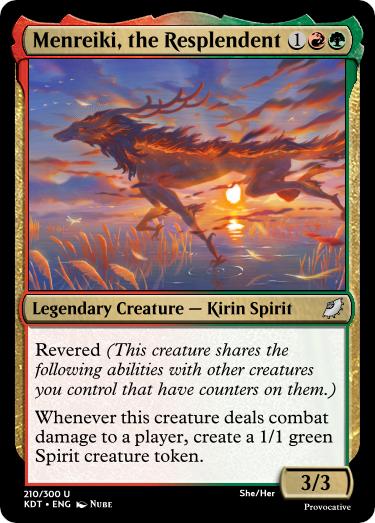 Menreiki, the Resplendent 1
Legendary Creature — Kirin Spirit
Revered (This creature shares the
following abilities with other creatures
you control that have counters on them.)
Whenever this creature deals combat
damage to a player, create a 1/1 green
Spirit creature token.
3/3
210/300 U
KDT • ENG Nube
She/Her
Provocative